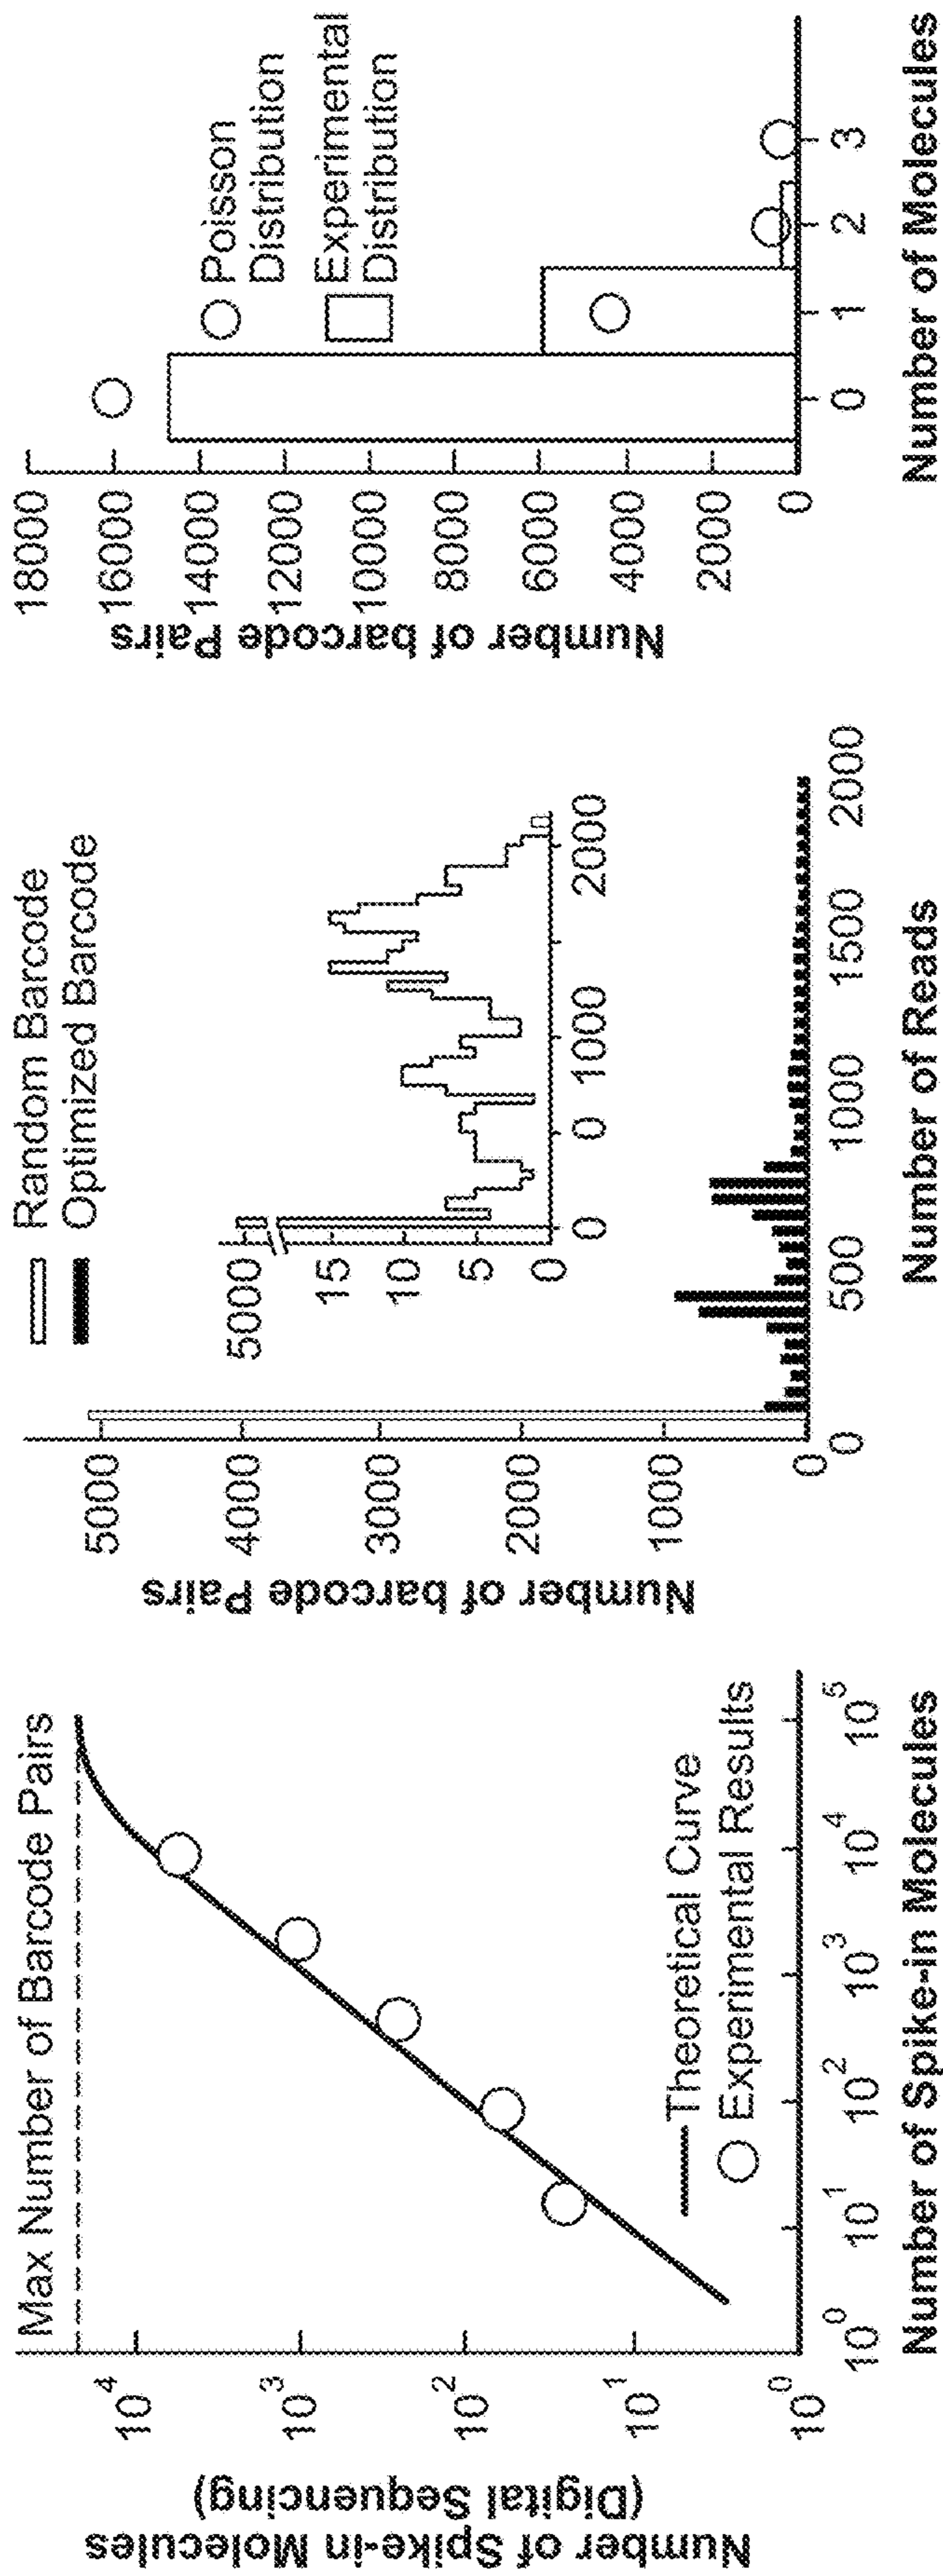 Max Number of Barcode Pairs
10^4
10^3
10^2
10^1
10^0
Number of Spike-in Molecules
(Digital Sequencing)
Theoretical Curve
Experimental Results
10^0
10^1
10^2
10^3
10^4
10^5
Number of Spike-in Molecules
Random Barcode
Optimized Barcode
5000
4000
3000
2000
1000
0
Number of barcode Pairs
5000
15
10
5
0
0
0
1000
2000
0
500
1000
1500
2000
Number of Reads
18000
16000
14000
12000
10000
8000
6000
4000
2000
0
Number of barcode Pairs
Poisson
Distribution
Experimental
Distribution
0
1
2
3
Number of Molecules